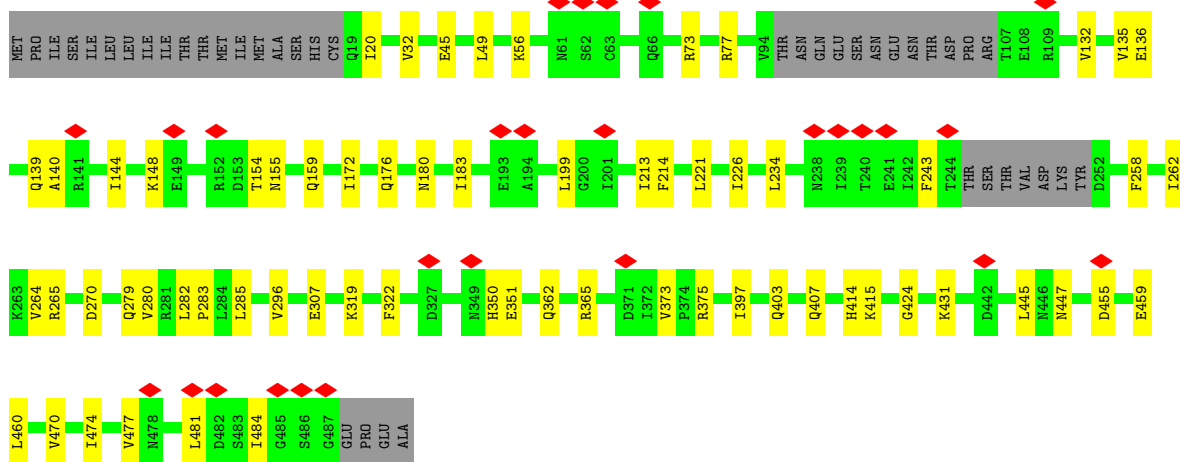 MET PRO ILE SER ILE LEU LEU ILE ILE THR THR MET ILE MET ALA SER HIS CYS Q19 I20 V32 E45 L49 K56 N61 S62 C63 Q66 R73 R77 V94 THR ASN GLN GLU SER ASN GLU ASN THR ASP PRO ARG T107 E108 R109 V132 V135 E136
Q139 A140 R141 I144 K148 E149 R152 D153 T154 N155 Q159 I172 Q176 N180 I183 E193 A194 L199 G200 I201 I213 F214 L221 I226 L234 N238 I239 T240 E241 I242 F243 T244 THR SER THR VAL ASP LYS TYR D252 F258 I262
K263 V264 R265 D270 Q279 V280 R281 L282 P283 L284 L285 V296 E307 K319 F322 D327 N349 H350 E351 Q362 R365 D371 I372 V373 P374 R375 I397 Q403 Q407 H414 K415 G424 K431 D442 L445 N446 N447 D455 E459
L460 V470 I474 V477 N478 L481 D482 S483 I484 G485 S486 G487 GLU PRO GLU ALA